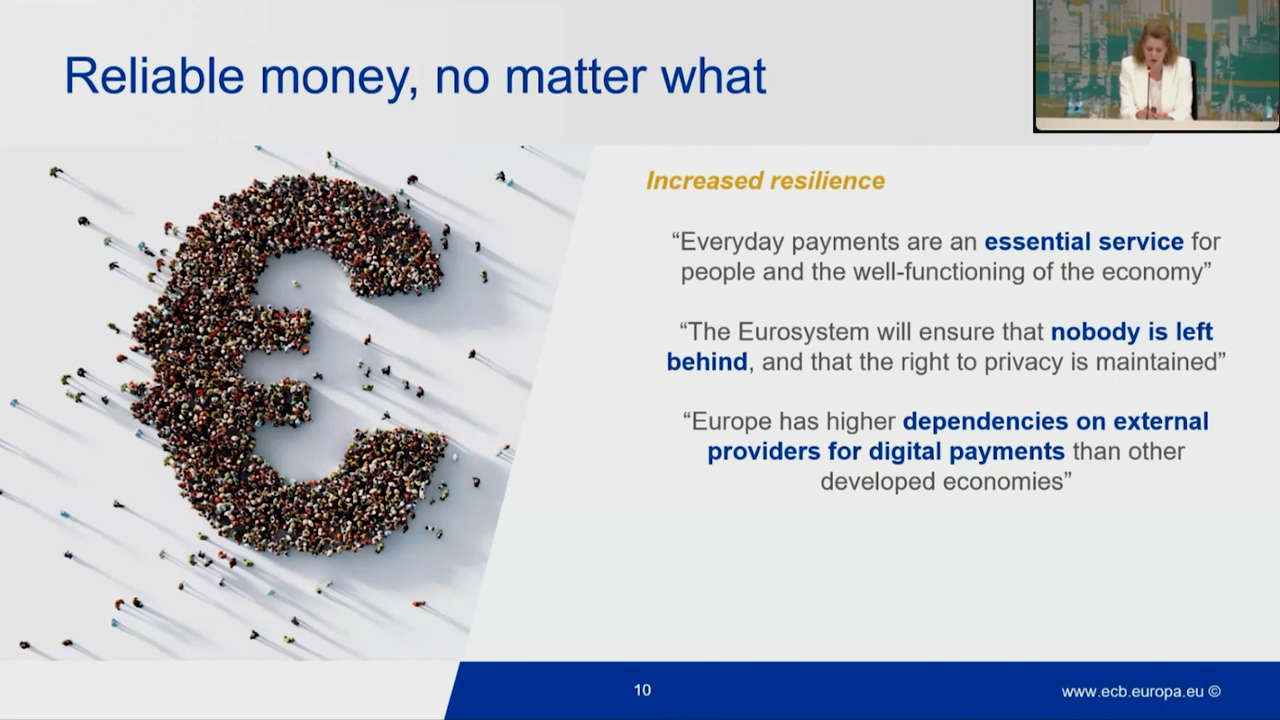 Reliable money, no matter what
Increased resilience
“Everyday payments are an essential service for
people and the well-functioning of the economy”
“The Eurosystem will ensure that nobody is left
behind, and that the right to privacy is maintained”
“Europe has higher dependencies on external
providers for digital payments than other
developed economies”
10
www.ecb.europa.eu ©